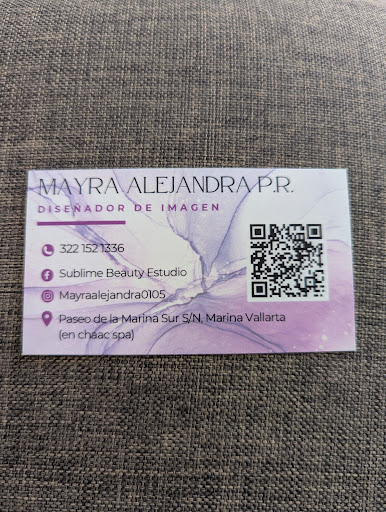 MAYRA ALEJANDRA P.R.
DISEÑADOR DE IMAGEN
322 152 1336
Sublime Beauty Estudio
Mayraalejandra0105
Paseo de la Marina Sur S/N, Marina Vallarta
(en chaac spa)